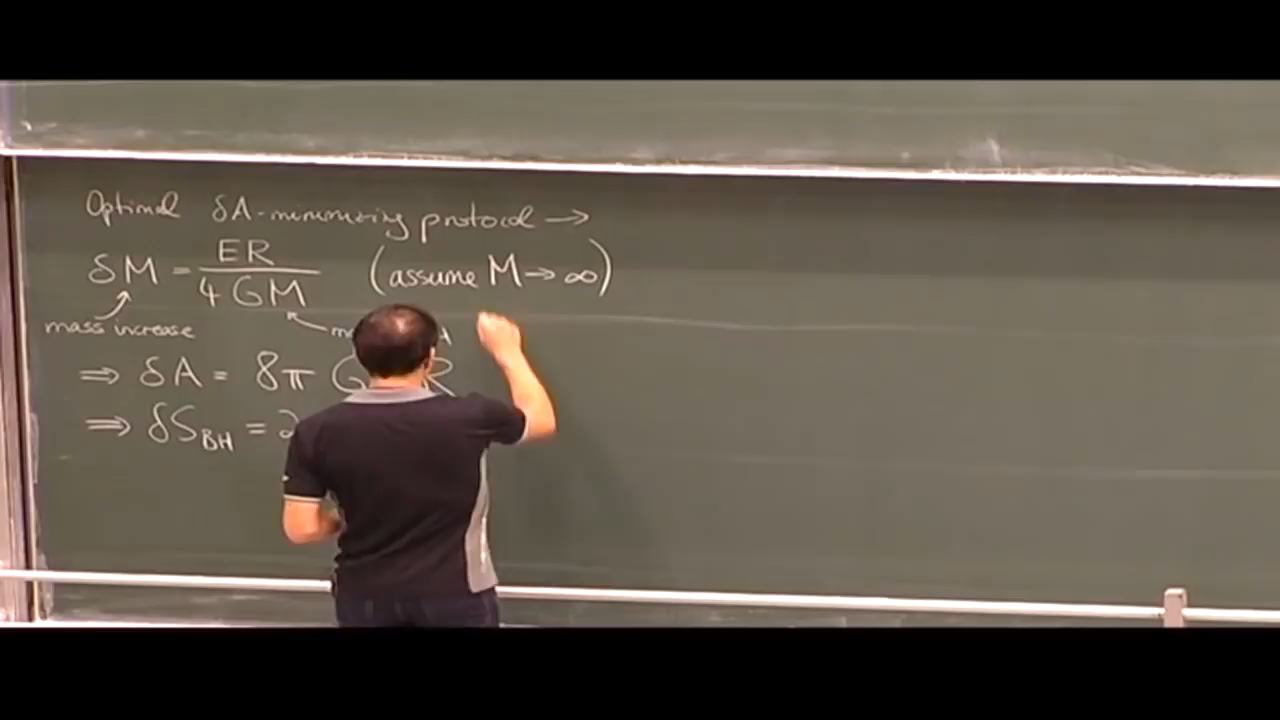 Optimal δA-minimizing protocol →
δM = ER / 4GM (assume M → ∞)
mass increase
⇒ δA = 8π G R
⇒ δS_BH = 2